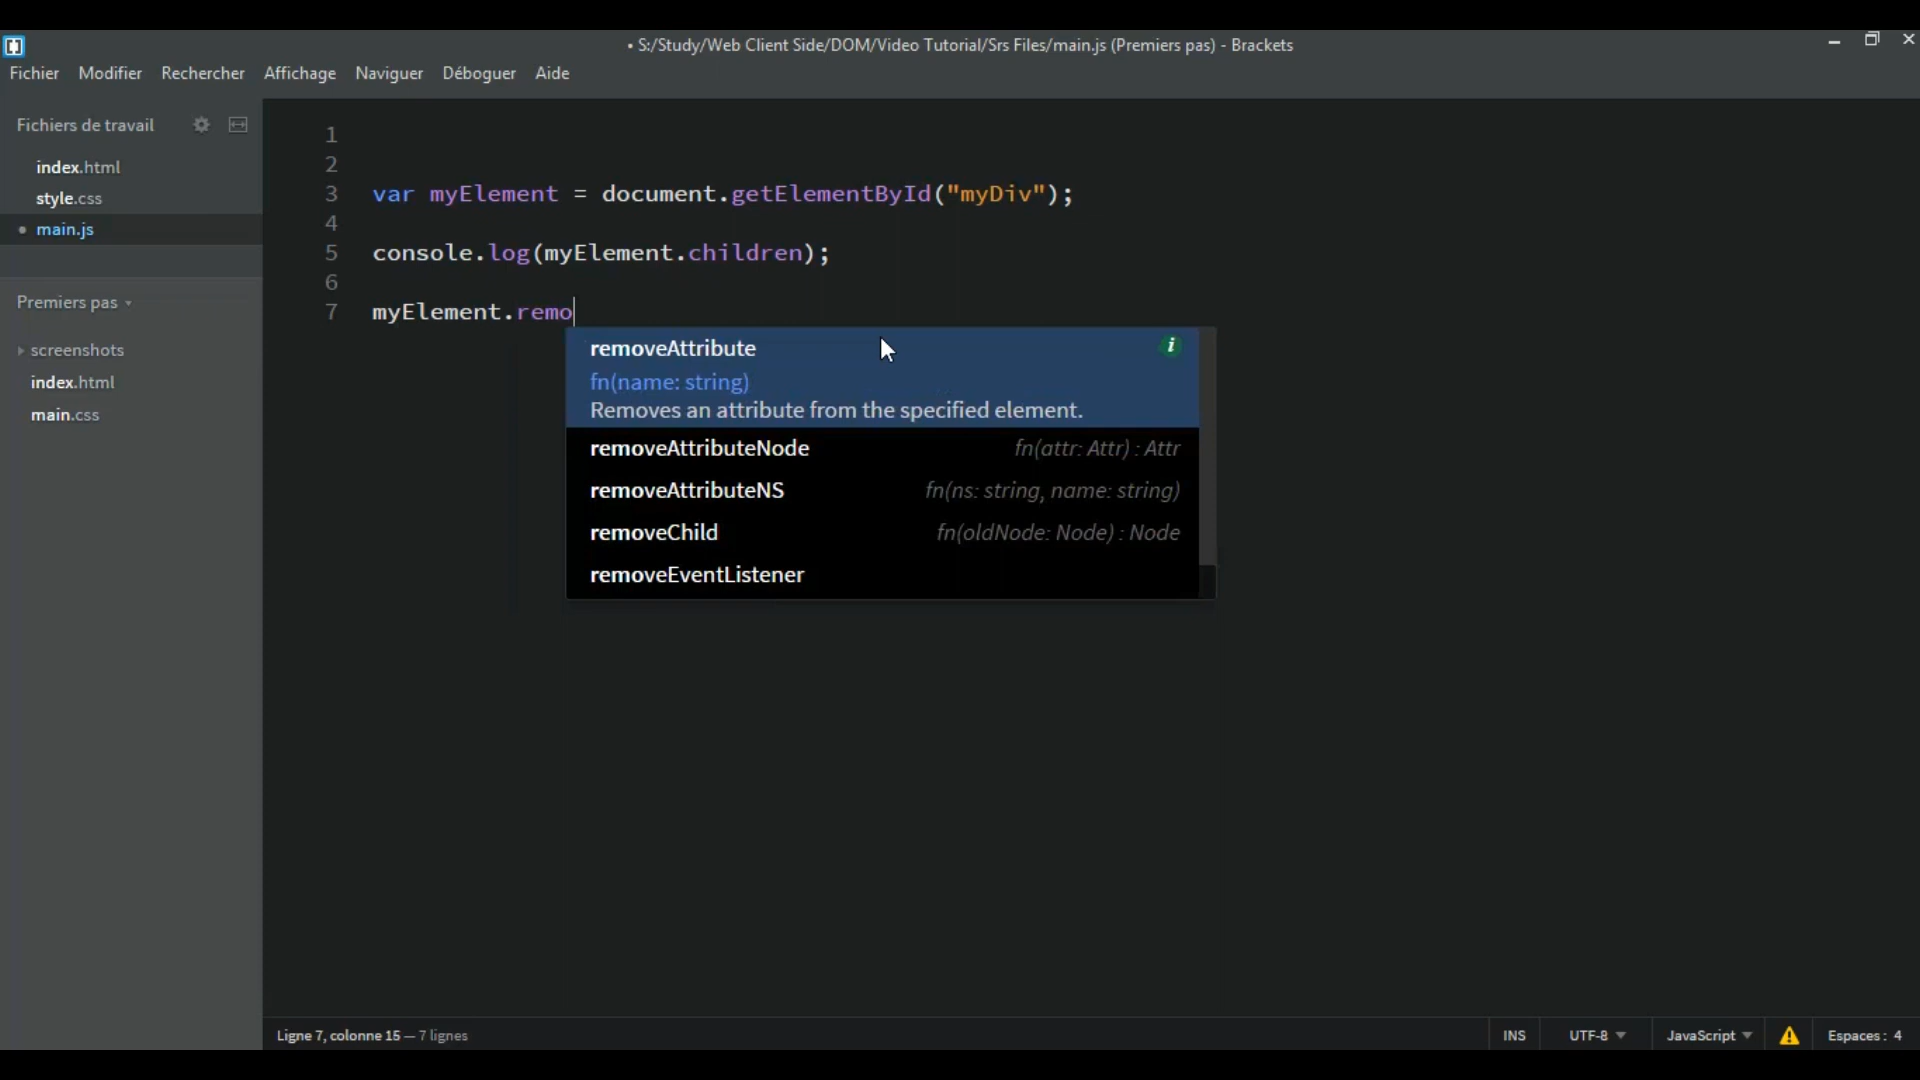 • S:/Study/Web Client Side/DOM/Video Tutorial/Srs Files/main.js (Premiers pas) - Brackets
Fichier Modifier Rechercher Affichage Naviguer Déboguer Aide
Fichiers de travail
index.html
style.css
main.js
Premiers pas
screenshots
index.html
main.css
1
2
3 var myElement = document.getElementById("myDiv");
4
5 console.log(myElement.children);
6
7 myElement.remo
removeAttribute
fn(name: string)
Removes an attribute from the specified element.
removeAttributeNode fn(attr: Attr) : Attr
removeAttributeNS fn(ns: string, name: string)
removeChild fn(oldNode: Node) : Node
removeEventListener
Ligne 7, colonne 15 — 7 lignes INS UTF-8 JavaScript Espaces : 4